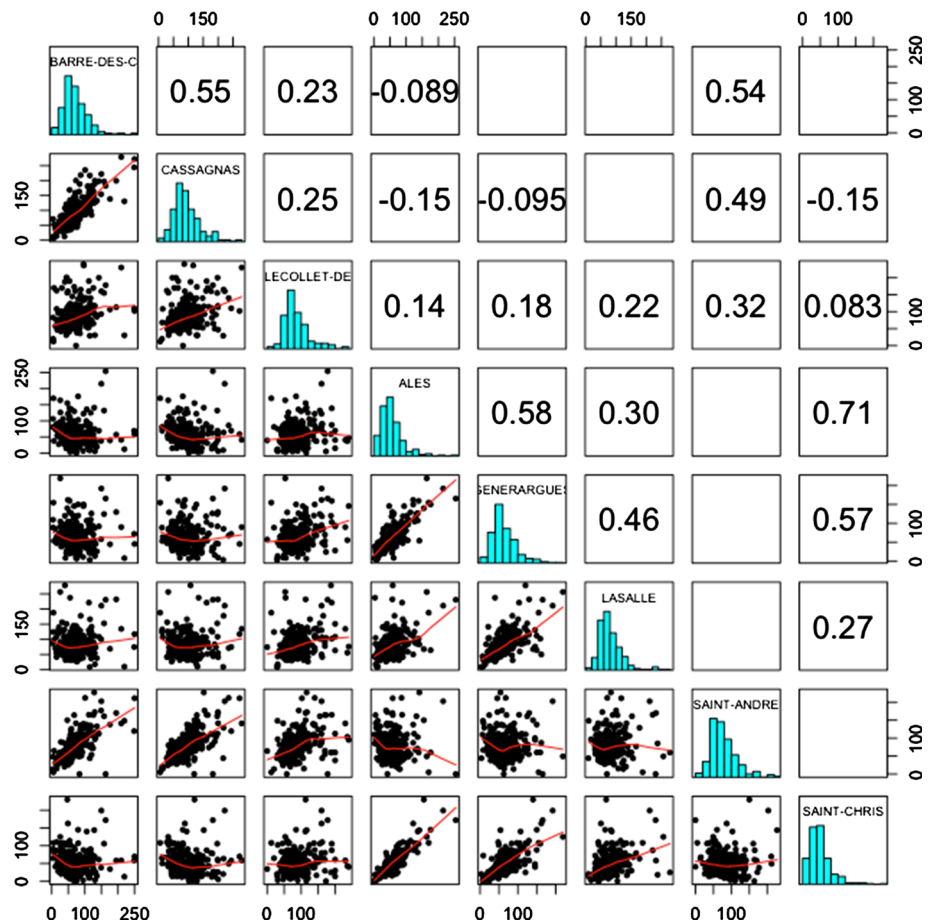 0 150 0 100 250 0 150 0 100
BARRE-DES-C 0.55 0.23 -0.089 0.54 0 100 250
0 150 CASSAGNAS 0.25 -0.15 -0.095 0.49 -0.15
LECOLLET-DE 0.14 0.18 0.22 0.32 0.083 0 100
0 100 250 ALES 0.58 0.30 0.71
GENERARGUES 0.46 0.57 0 100
0 150 LASALLE 0.27
SAINT-ANDRE 0 100
0 100 SAINT-CHRIS
0 100 250 0 100 0 100 0 100